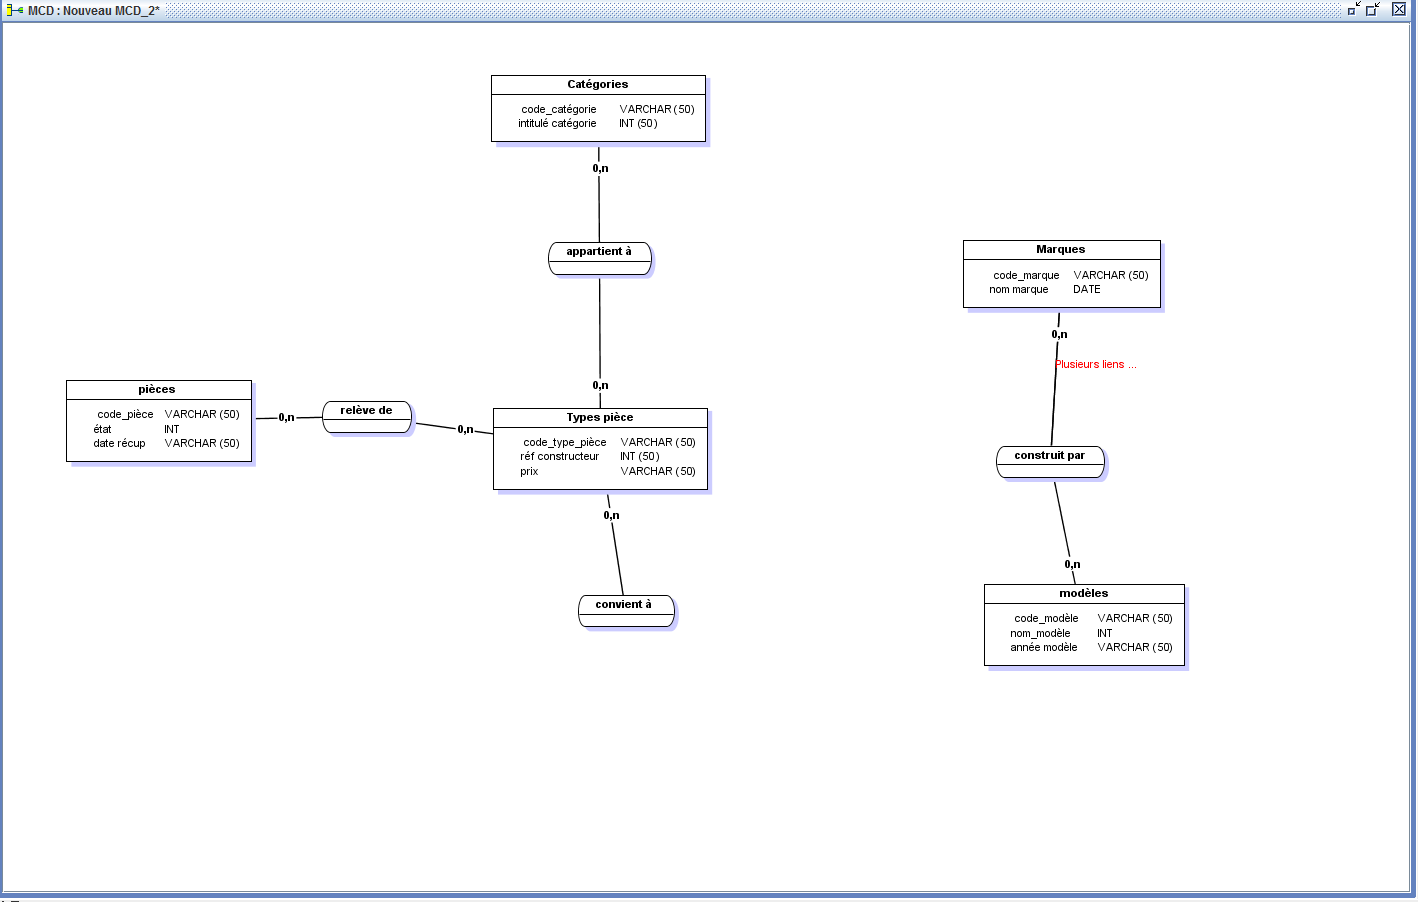 MCD : Nouveau MCD_2*
Catégories
code_catégorie VARCHAR (50)
intitulé catégorie INT (50)
0,n
appartient à
0,n
Marques
code_marque VARCHAR (50)
nom marque DATE
0,n
Plusieurs liens ...
construit par
0,n
modèles
code_modèle VARCHAR (50)
nom_modèle INT
année modèle VARCHAR (50)
pièces
code_pièce VARCHAR (50)
état INT
date récup VARCHAR (50)
0,n
relève de
0,n
Types pièce
code_type_pièce VARCHAR (50)
réf constructeur INT (50)
prix VARCHAR (50)
0,n
convient à